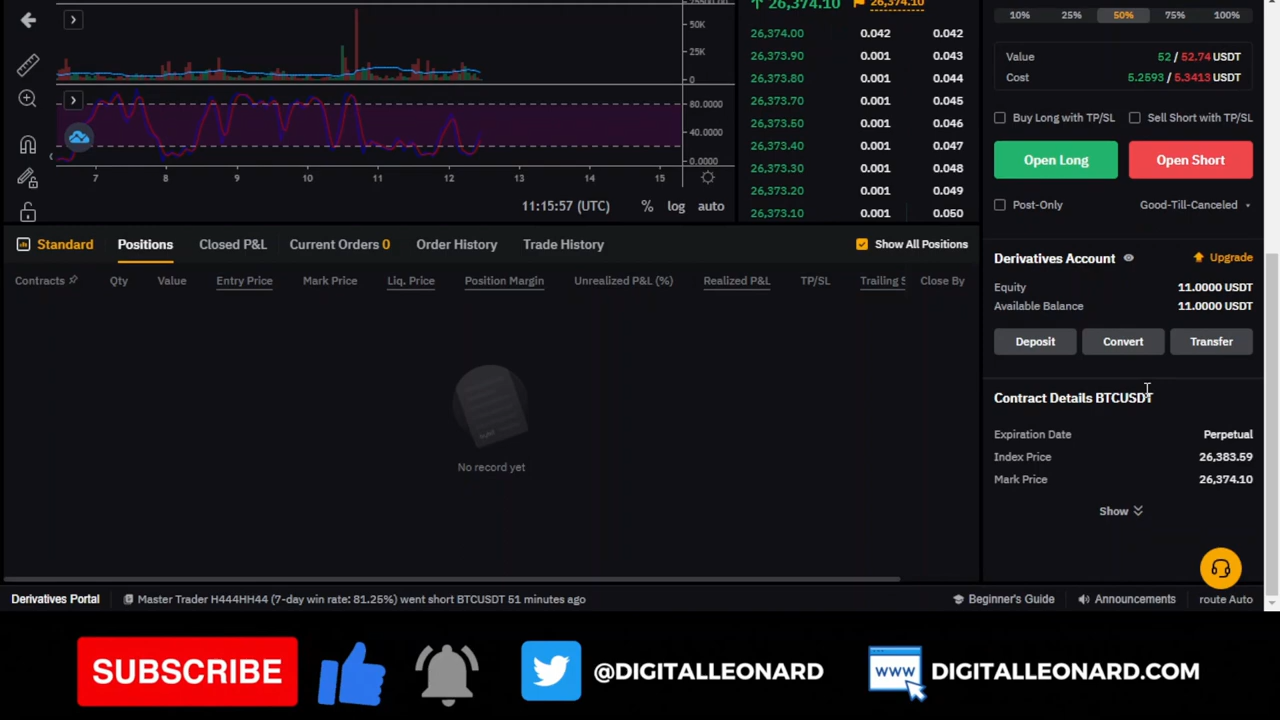 25500.00
50K
25K
0
80.0000
40.0000
0.0000
7 8 9 10 11 12 13 14 15
11:15:57 (UTC) % log auto
26,374.10 26,374.10
26,374.00 0.042 0.042
26,373.90 0.001 0.043
26,373.80 0.001 0.044
26,373.70 0.001 0.045
26,373.50 0.001 0.046
26,373.40 0.001 0.047
26,373.30 0.001 0.048
26,373.20 0.001 0.049
26,373.10 0.001 0.050
10% 25% 50% 75% 100%
Value 52 / 52.74 USDT
Cost 5.2593 / 5.3413 USDT
Buy Long with TP/SL Sell Short with TP/SL
Open Long Open Short
Post-Only Good-Till-Canceled
Standard Positions Closed P&L Current Orders 0 Order History Trade History Show All Positions
Contracts Qty Value Entry Price Mark Price Liq. Price Position Margin Unrealized P&L (%) Realized P&L TP/SL Trailing S Close By
No record yet
Derivatives Account Upgrade
Equity 11.0000 USDT
Available Balance 11.0000 USDT
Deposit Convert Transfer
Contract Details BTCUSDT
Expiration Date Perpetual
Index Price 26,383.59
Mark Price 26,374.10
Show
Derivatives Portal Master Trader H444HH44 (7-day win rate: 81.25%) went short BTCUSDT 51 minutes ago Beginner's Guide Announcements route Auto
SUBSCRIBE @DIGITALLEONARD WWW DIGITALLEONARD.COM